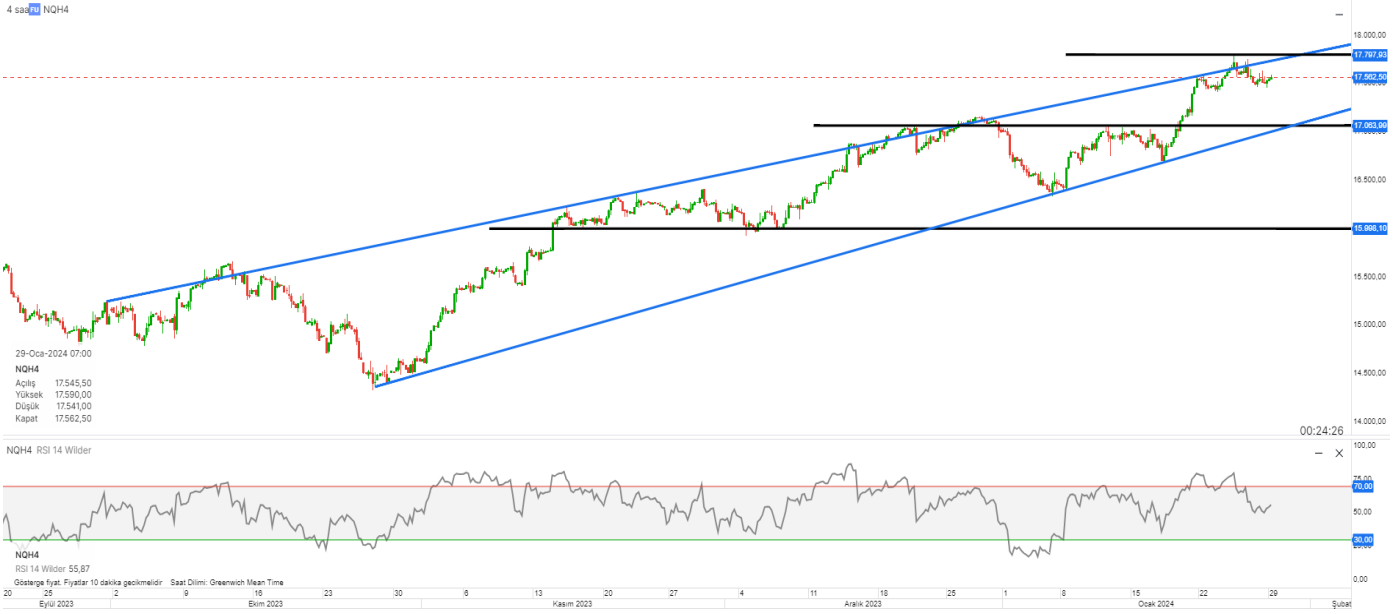 4 saa FU NQH4
18.000,00
17.797,93
17.562,50
17.063,99
16.500,00
15.998,10
15.500,00
15.000,00
14.500,00
14.000,00
29-Oca-2024 07:00
NQH4
Açılış 17.545,50
Yüksek 17.590,00
Düşük 17.541,00
Kapat 17.562,50
00:24:26
NQH4 RSI 14 Wilder
100,00
75,00
70,00
50,00
30,00
0,00
NQH4
RSI 14 Wilder 55,87
Gösterge fiyat. Fiyatlar 10 dakika gecikmelidir Saat Dilimi: Greenwich Mean Time
20 25 2 9 16 23 30 6 13 20 27 4 11 18 25 1 8 15 22 29
Eylül 2023 Ekim 2023 Kasım 2023 Aralık 2023 Ocak 2024 Şubat